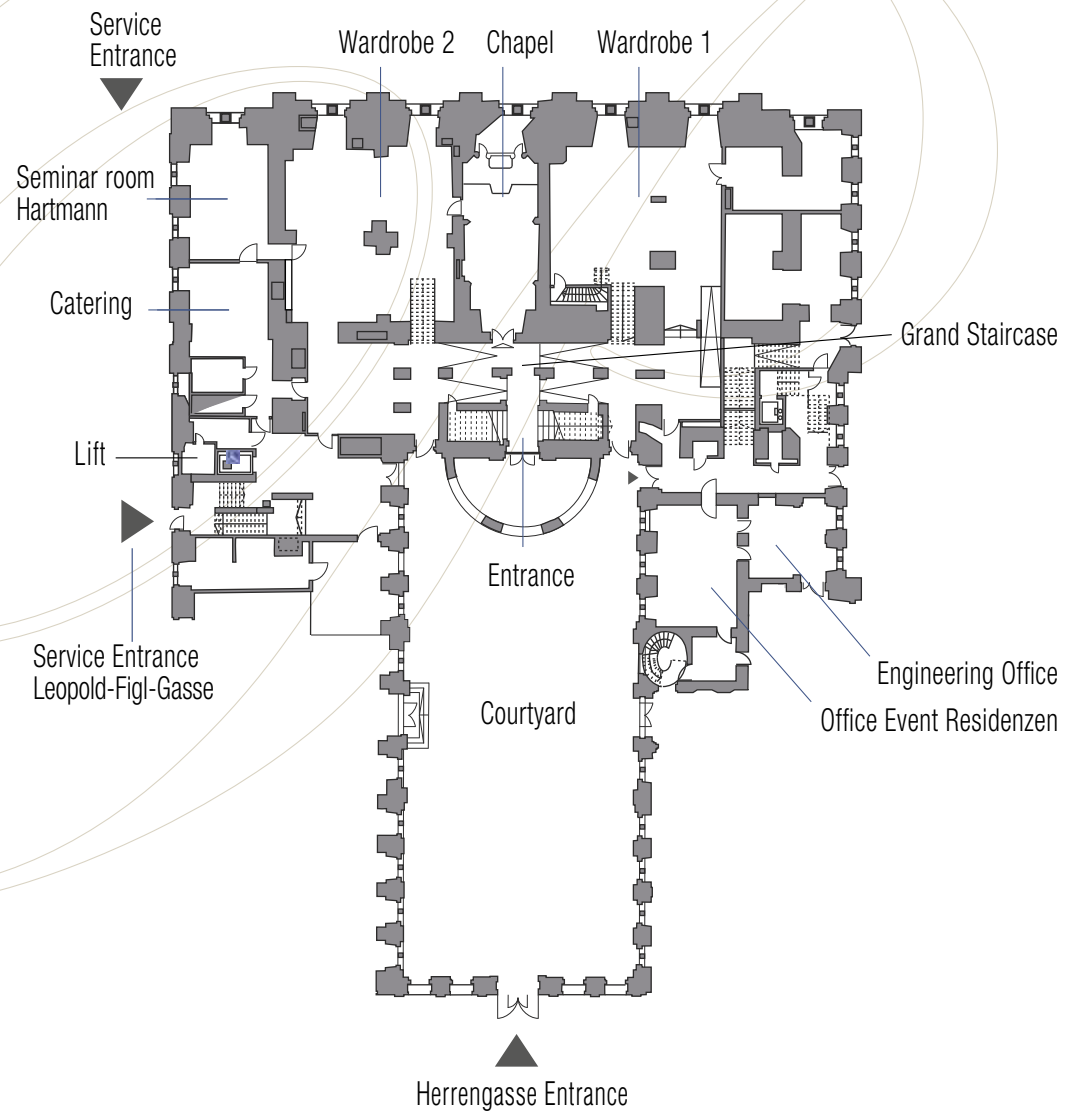 Service
Entrance
Wardrobe 2
Chapel
Wardrobe 1
Seminar room
Hartmann
Catering
Grand Staircase
Lift
Entrance
Service Entrance
Leopold-Figl-Gasse
Engineering Office
Courtyard
Office Event Residenzen
Herrengasse Entrance